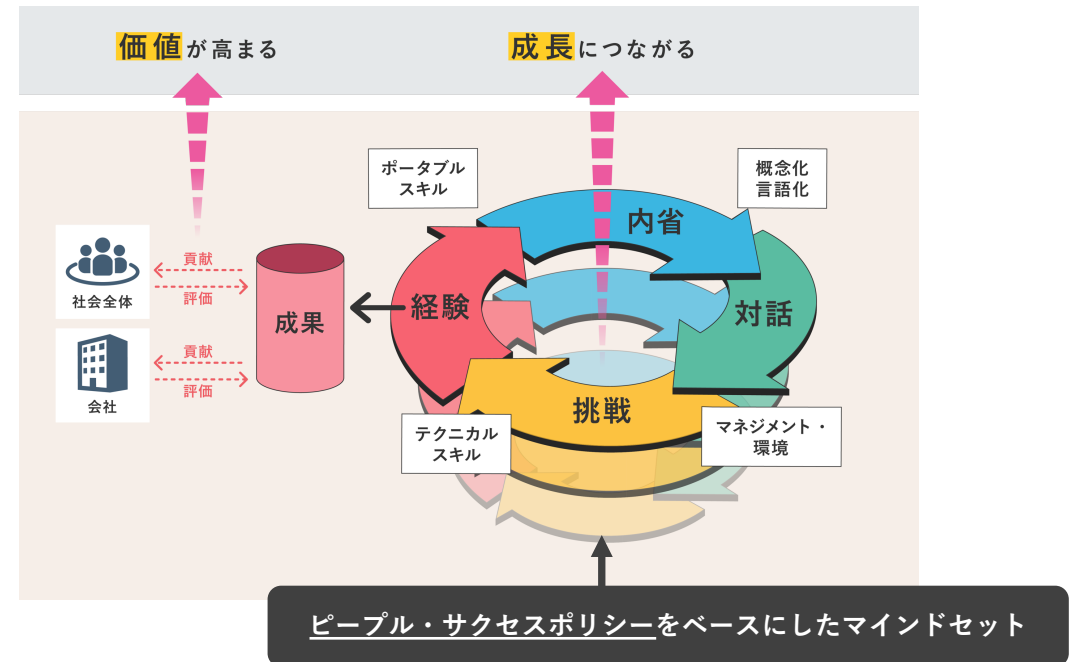 価値が高まる
成長につながる
ポータブル
スキル
概念化
言語化
内省
経験
対話
挑戦
社会全体
貢献
評価
成果
会社
貢献
評価
テクニカル
スキル
マネジメント・
環境
ピープル・サクセスポリシーをベースにしたマインドセット